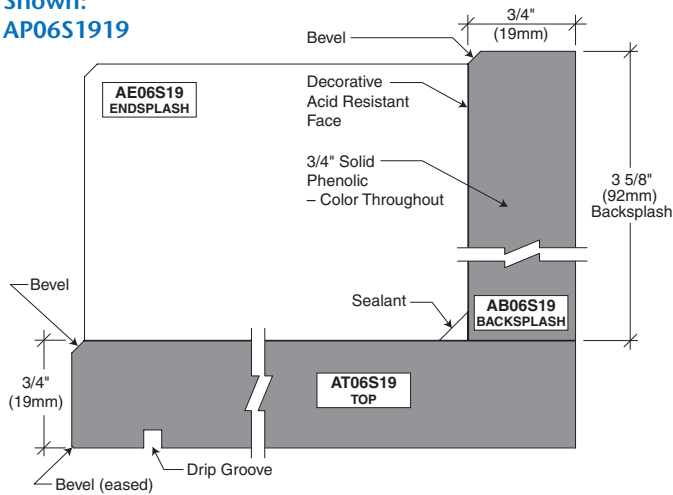 Shown:
AP06S1919
3/4"
(19mm)
Bevel
AE06S19
ENDSPLASH
Decorative
Acid Resistant
Face
3/4" Solid
Phenolic
– Color Throughout
3 5/8"
(92mm)
Backsplash
Bevel
Sealant
AB06S19
BACKSPLASH
3/4"
(19mm)
AT06S19
TOP
Drip Groove
Bevel (eased)